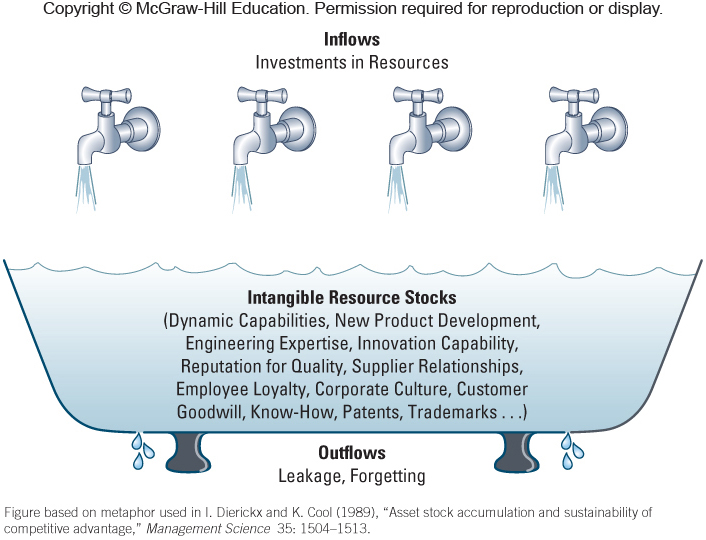 Copyright © McGraw-Hill Education. Permission required for reproduction or display.
Inflows
Investments in Resources
Intangible Resource Stocks
(Dynamic Capabilities, New Product Development,
Engineering Expertise, Innovation Capability,
Reputation for Quality, Supplier Relationships,
Employee Loyalty, Corporate Culture, Customer
Goodwill, Know-How, Patents, Trademarks . . .)
Outflows
Leakage, Forgetting
Figure based on metaphor used in I. Dierickx and K. Cool (1989), “Asset stock accumulation and sustainability of
competitive advantage,” Management Science 35: 1504–1513.